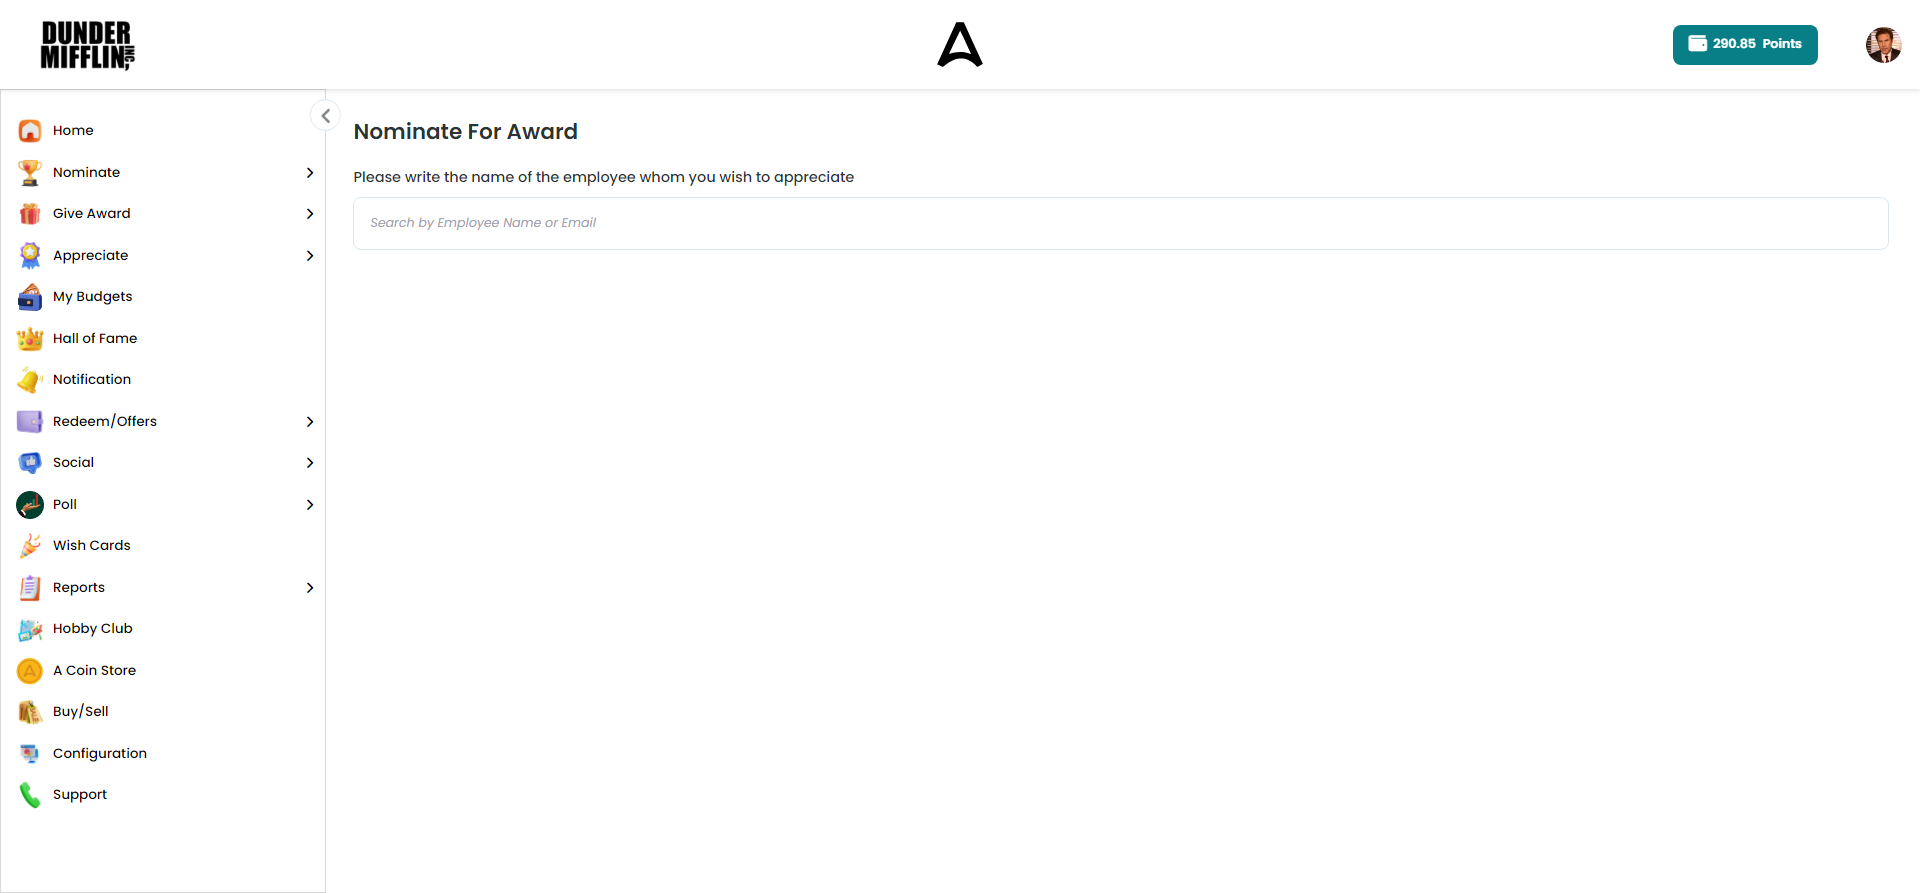 DUNDER
MIFFLIN INC,
290.85 Points
Home
Nominate
Give Award
Appreciate
My Budgets
Hall of Fame
Notification
Redeem/Offers
Social
Poll
Wish Cards
Reports
Hobby Club
A Coin Store
Buy/Sell
Configuration
Support
Nominate For Award
Please write the name of the employee whom you wish to appreciate
Search by Employee Name or Email